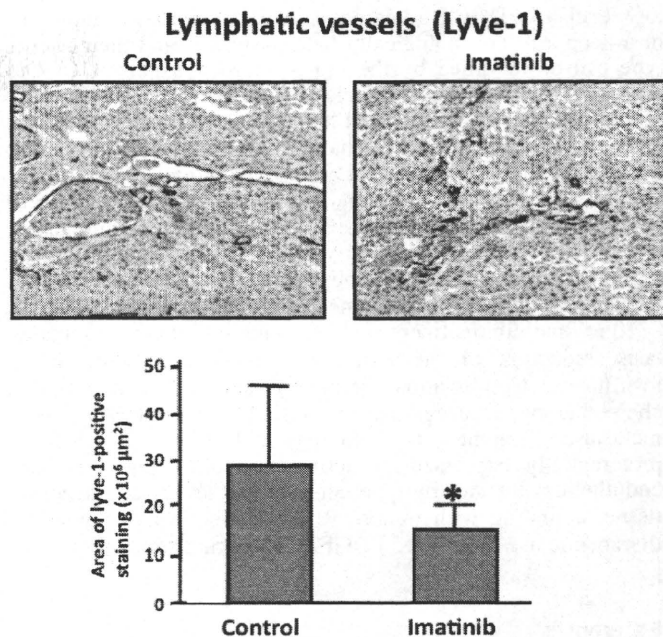 Lymphatic vessels (Lyve-1)
Control Imatinib
Area of lyve-1-positive
staining (×10⁶ µm²)
50
40
30
20
10
0
*
Control Imatinib